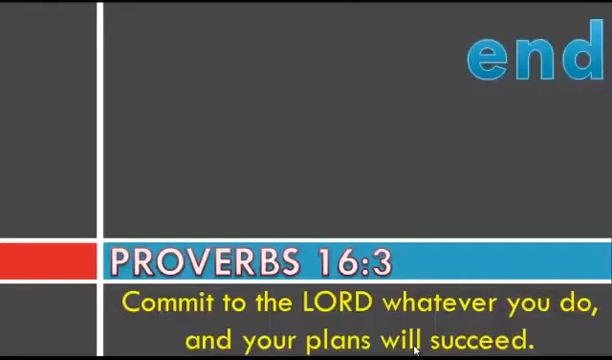 end
PROVERBS 16:3
Commit to the LORD whatever you do,
and your plans will succeed.